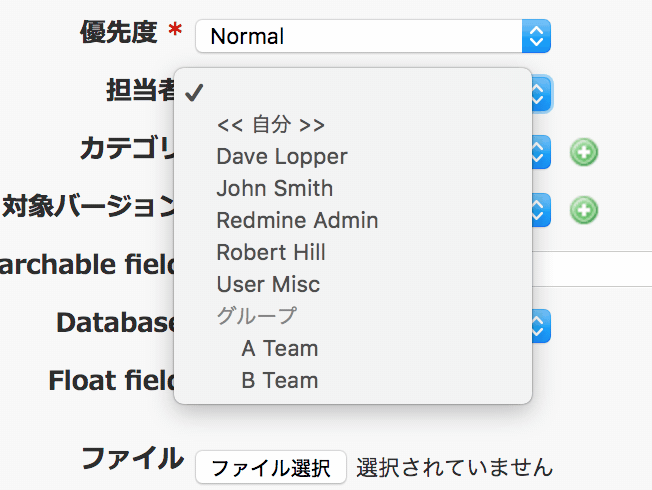 優先度 *
Normal
担当者
<< 自分 >>
Dave Lopper
John Smith
Redmine Admin
Robert Hill
User Misc
グループ
A Team
B Team
カテゴリ
対象バージョン
archable field
Database
Float field
ファイル
ファイル選択 選択されていません